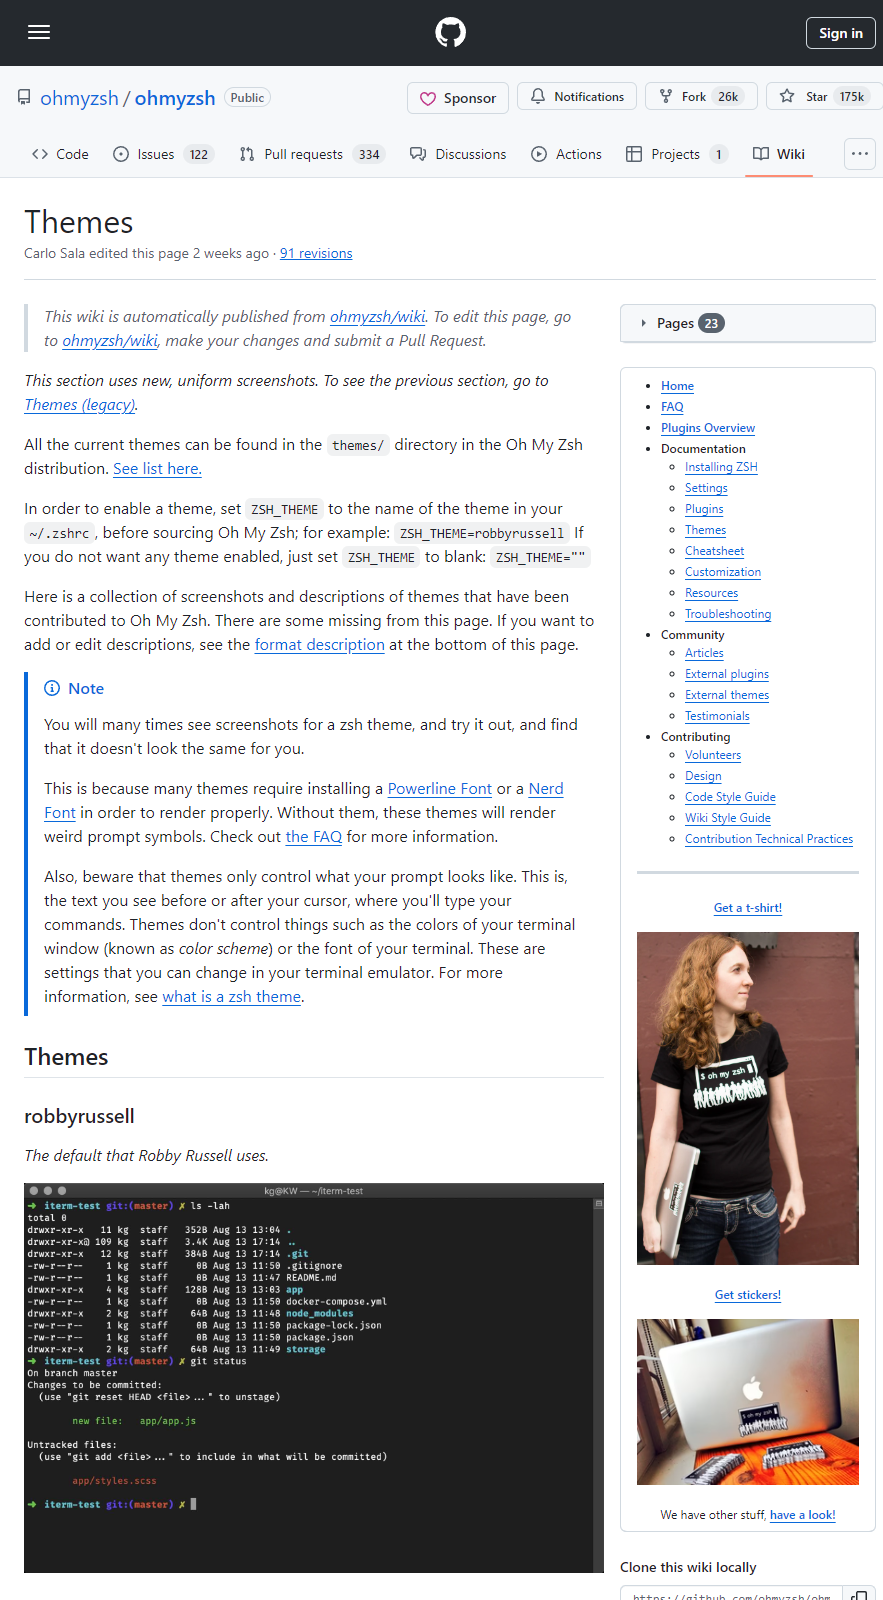 Sign in
ohmyzsh / ohmyzsh Public
Sponsor Notifications Fork 26k Star 175k
Code Issues 122 Pull requests 334 Discussions Actions Projects 1 Wiki ...
Themes
Carlo Sala edited this page 2 weeks ago · 91 revisions
This wiki is automatically published from ohmyzsh/wiki. To edit this page, go
to ohmyzsh/wiki, make your changes and submit a Pull Request.
This section uses new, uniform screenshots. To see the previous section, go to
Themes (legacy).
All the current themes can be found in the themes/ directory in the Oh My Zsh
distribution. See list here.
In order to enable a theme, set ZSH_THEME to the name of the theme in your
~/.zshrc , before sourcing Oh My Zsh; for example: ZSH_THEME=robbyrussell If
you do not want any theme enabled, just set ZSH_THEME to blank: ZSH_THEME=""
Here is a collection of screenshots and descriptions of themes that have been
contributed to Oh My Zsh. There are some missing from this page. If you want to
add or edit descriptions, see the format description at the bottom of this page.
Note
You will many times see screenshots for a zsh theme, and try it out, and find
that it doesn't look the same for you.
This is because many themes require installing a Powerline Font or a Nerd
Font in order to render properly. Without them, these themes will render
weird prompt symbols. Check out the FAQ for more information.
Also, beware that themes only control what your prompt looks like. This is,
the text you see before or after your cursor, where you'll type your
commands. Themes don't control things such as the colors of your terminal
window (known as color scheme) or the font of your terminal. These are
settings that you can change in your terminal emulator. For more
information, see what is a zsh theme.
Themes
robbyrussell
The default that Robby Russell uses.
kg@KW — ~/iterm-test
➜ iterm-test git:(master) ✗ ls -lah
total 0
drwxr-xr-x 11 kg staff 352B Aug 13 13:04 .
drwxr-xr-x@ 109 kg staff 3.4K Aug 13 17:14 ..
drwxr-xr-x 12 kg staff 384B Aug 13 17:14 .git
-rw-r--r-- 1 kg staff 0B Aug 13 11:50 .gitignore
-rw-r--r-- 1 kg staff 0B Aug 13 11:47 README.md
drwxr-xr-x 4 kg staff 128B Aug 13 13:03 app
-rw-r--r-- 1 kg staff 0B Aug 13 11:50 docker-compose.yml
drwxr-xr-x 2 kg staff 64B Aug 13 11:48 node_modules
-rw-r--r-- 1 kg staff 0B Aug 13 11:50 package-lock.json
-rw-r--r-- 1 kg staff 0B Aug 13 11:50 package.json
drwxr-xr-x 2 kg staff 64B Aug 13 11:49 storage
➜ iterm-test git:(master) ✗ git status
On branch master
Changes to be committed:
(use "git reset HEAD <file>..." to unstage)
new file: app/app.js
Untracked files:
(use "git add <file>..." to include in what will be committed)
app/styles.scss
➜ iterm-test git:(master) ✗
Pages 23
Home
FAQ
Plugins Overview
Documentation
Installing ZSH
Settings
Plugins
Themes
Cheatsheet
Customization
Resources
Troubleshooting
Community
Articles
External plugins
External themes
Testimonials
Contributing
Volunteers
Design
Code Style Guide
Wiki Style Guide
Contribution Technical Practices
Get a t-shirt!
$ oh my zsh
Get stickers!
$ oh my zsh
We have other stuff, have a look!
Clone this wiki locally
https://github.com/ohmyzsh/ohm